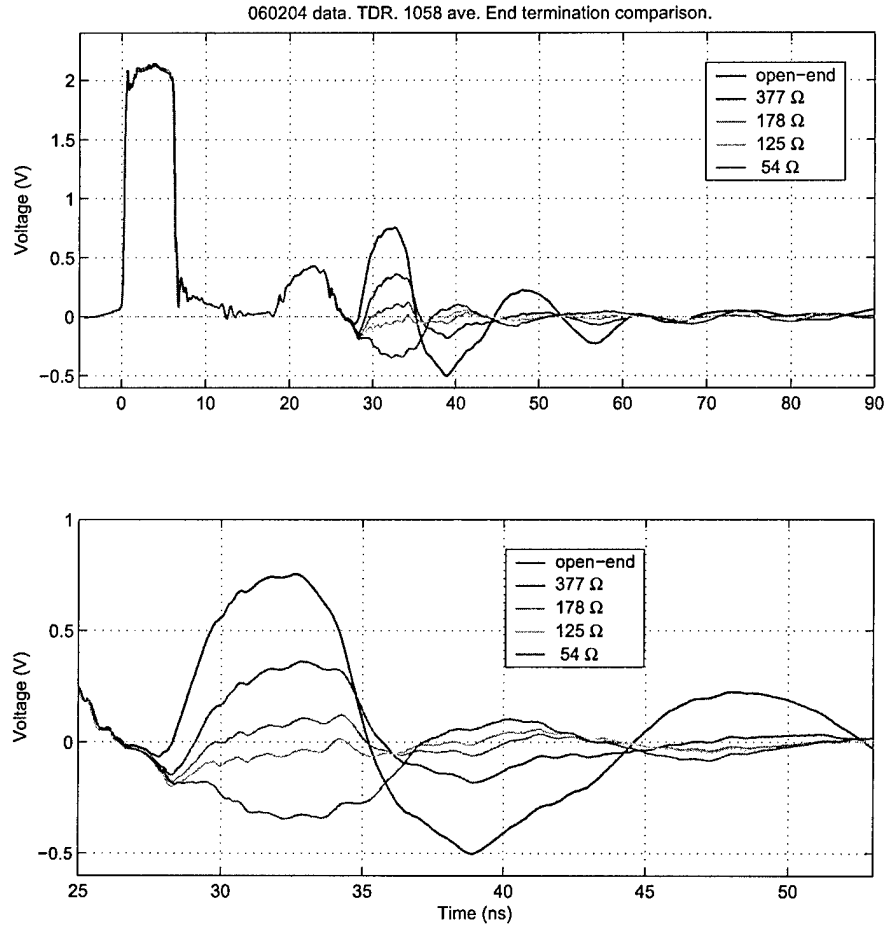 060204 data. TDR. 1058 ave. End termination comparison.
2
1.5
1
0.5
0
−0.5
Voltage (V)
open−end
377 Ω
178 Ω
125 Ω
54 Ω
0 10 20 30 40 50 60 70 80 90
1
0.5
0
−0.5
Voltage (V)
open−end
377 Ω
178 Ω
125 Ω
54 Ω
25 30 35 40 45 50
Time (ns)